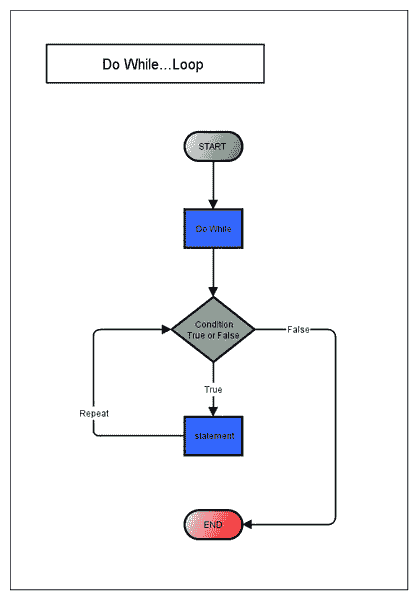 Do While...Loop
START
Do While
Condition
True or False
False
True
Repeat
statement
END